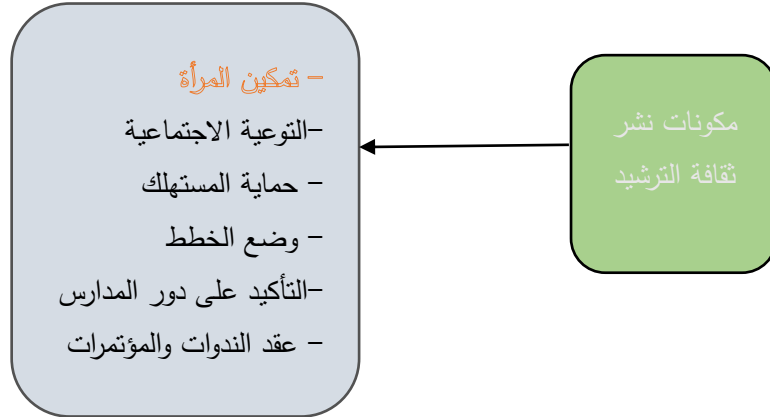 مكونات نشر
ثقافة الترشيد
- تمكين المرأة
-التوعية الاجتماعية
- حماية المستهلك
- وضع الخطط
-التأكيد على دور المدارس
- عقد الندوات والمؤتمرات